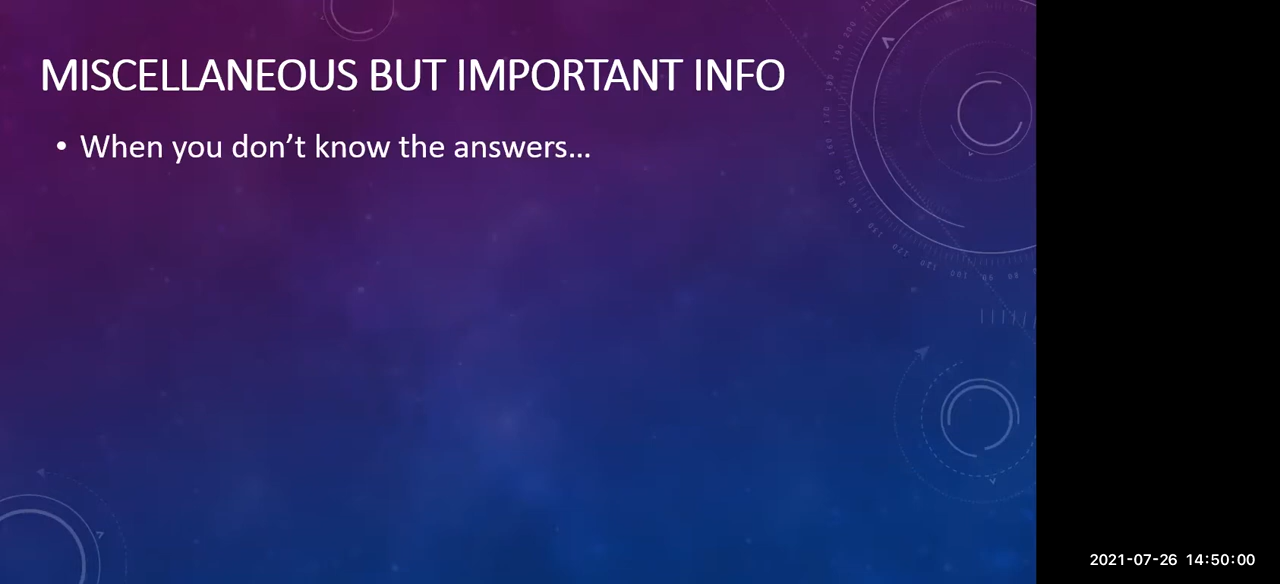 MISCELLANEOUS BUT IMPORTANT INFO
• When you don’t know the answers...
2021-07-26 14:50:00